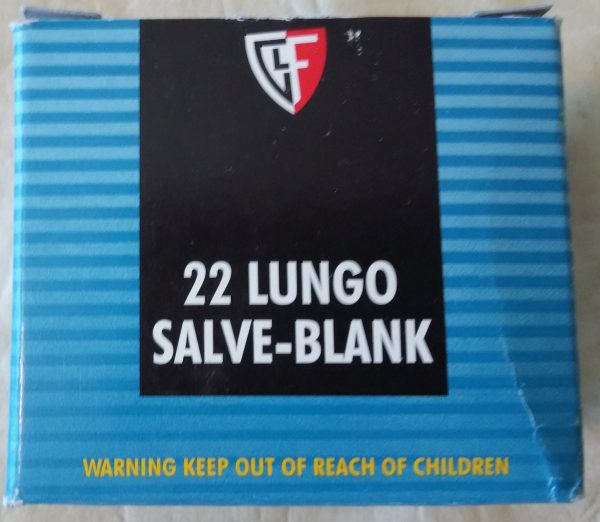 22 LUNGO
SALVE-BLANK
WARNING KEEP OUT OF REACH OF CHILDREN